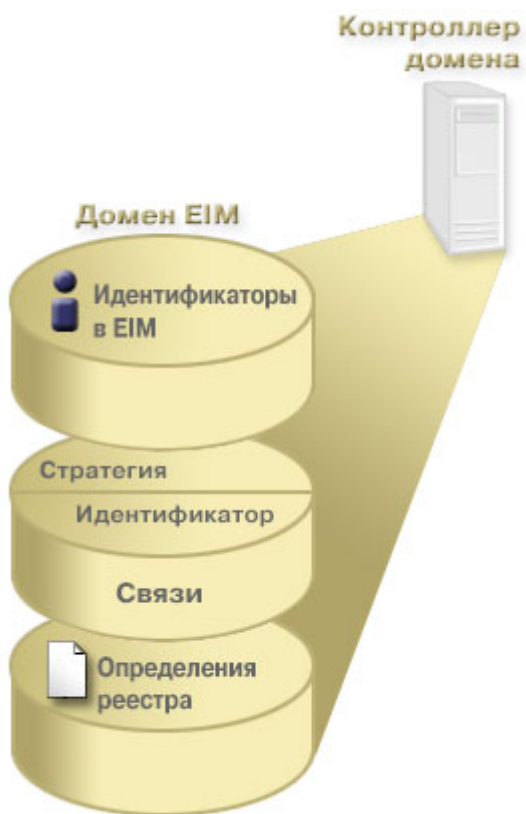 Контроллер
домена
Домен EIM
Идентификаторы
в EIM
Стратегия
Идентификатор
Связи
Определения
реестра